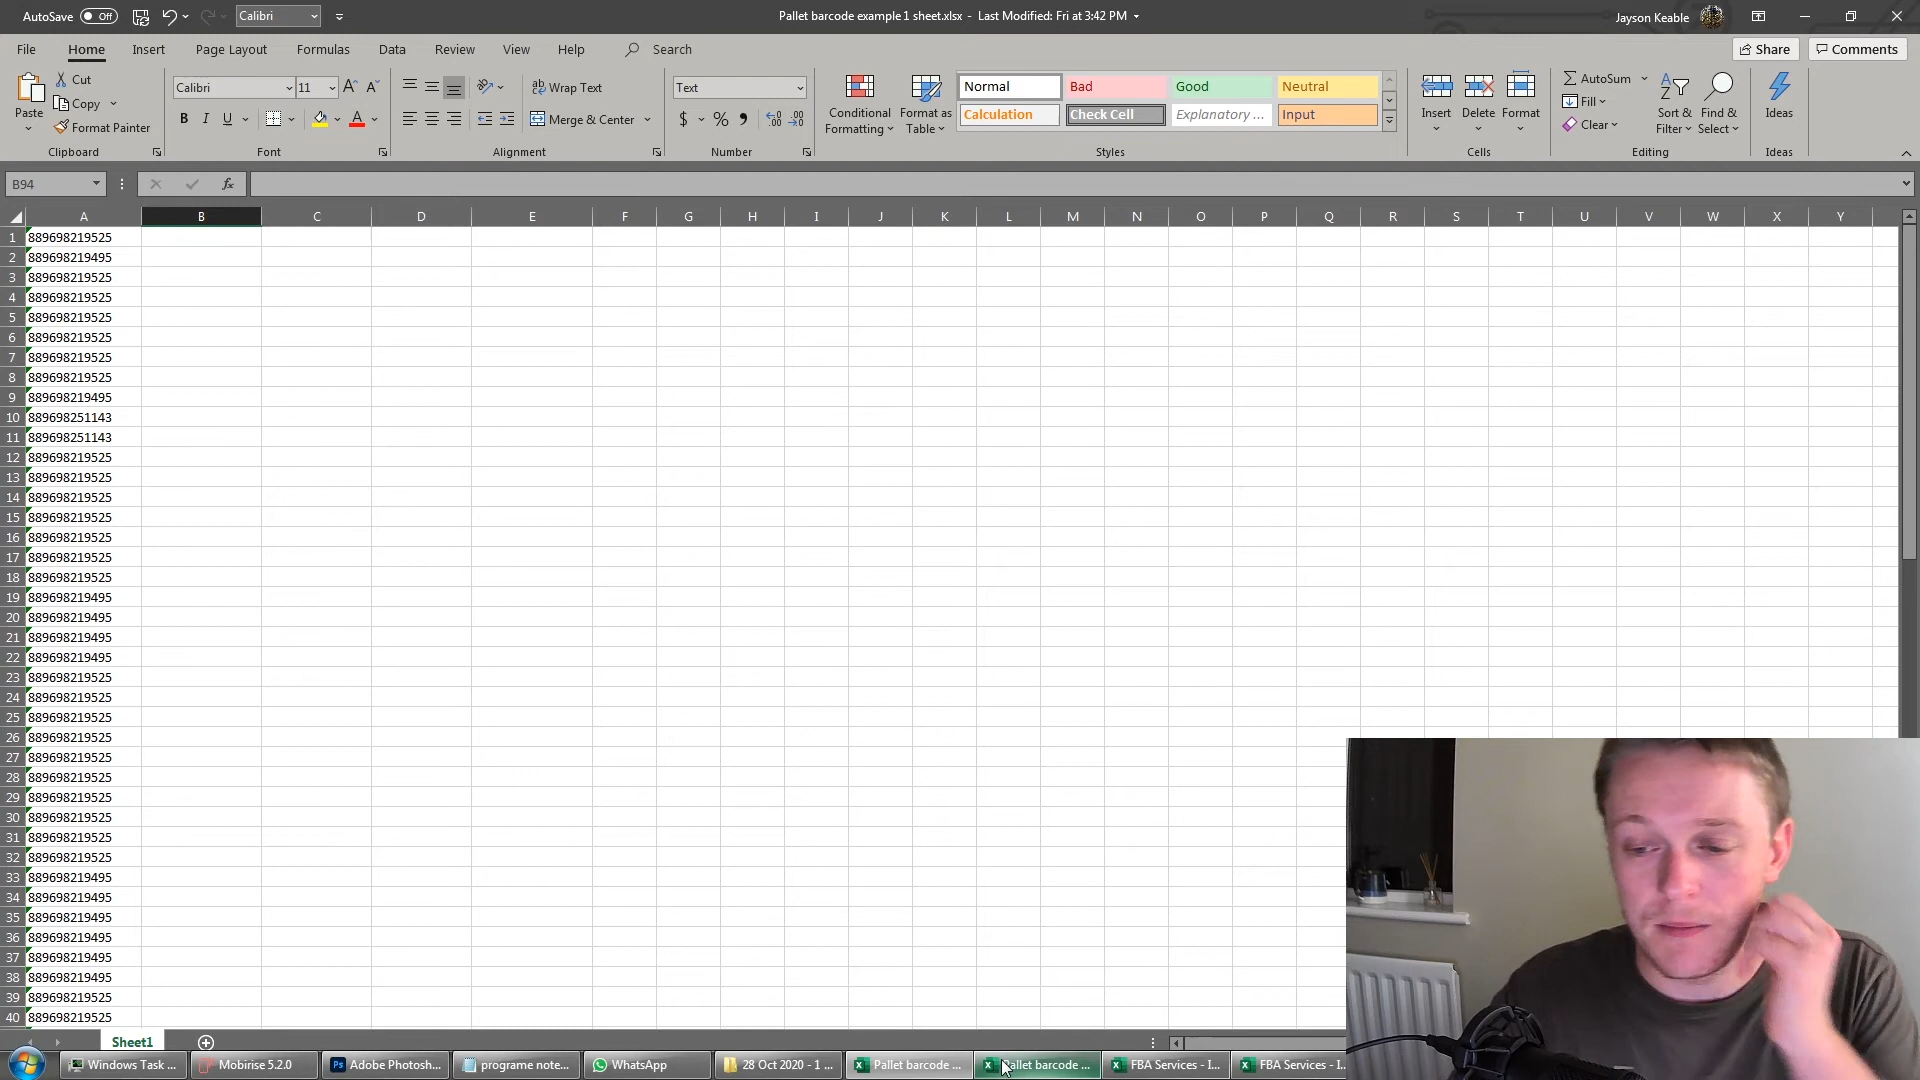 AutoSave Off Calibri Pallet barcode example 1 sheet.xlsx - Last Modified: Fri at 3:42 PM Jayson Keable
File Home Insert Page Layout Formulas Data Review View Help Search Share Comments
Paste Cut
Copy
Format Painter
Clipboard
Calibri 11
B I U
Font
Wrap Text
Merge & Center
Alignment
Text
$ % ,
Number
Conditional Formatting
Format as Table
Normal Bad Good Neutral
Calculation Check Cell Explanatory ... Input
Styles
Insert Delete Format
Cells
AutoSum
Fill
Clear
Sort & Filter
Find & Select
Editing
Ideas
Ideas
B94 fx
A B C D E F G H I J K L M N O P Q R S T U V W X Y
1 889698219525
2 889698219495
3 889698219525
4 889698219525
5 889698219525
6 889698219525
7 889698219525
8 889698219525
9 889698219495
10 889698251143
11 889698251143
12 889698219525
13 889698219525
14 889698219525
15 889698219525
16 889698219525
17 889698219525
18 889698219525
19 889698219495
20 889698219495
21 889698219495
22 889698219495
23 889698219525
24 889698219525
25 889698219525
26 889698219525
27 889698219525
28 889698219525
29 889698219525
30 889698219525
31 889698219525
32 889698219525
33 889698219495
34 889698219495
35 889698219495
36 889698219495
37 889698219495
38 889698219495
39 889698219525
40 889698219525
Sheet1
Windows Task ... Mobirise 5.2.0 Adobe Photosh... programe note... WhatsApp 28 Oct 2020 - 1 ... Pallet barcode ... Pallet barcode ... FBA Services - I... FBA Services - I...